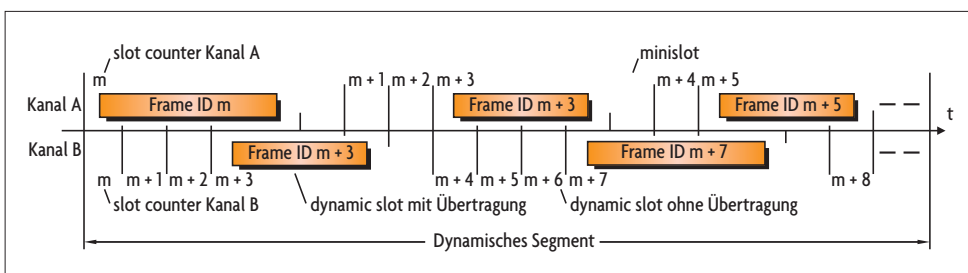 slot counter Kanal A
minislot
m
m + 1 m + 2 m + 3
m + 4 m + 5
Kanal A
Frame ID m
Frame ID m + 3
Frame ID m + 5
t
Kanal B
Frame ID m + 3
Frame ID m + 7
m m + 1 m + 2 m + 3
m + 4 m + 5 m + 6 m + 7
m + 8
slot counter Kanal B
dynamic slot mit Übertragung
dynamic slot ohne Übertragung
Dynamisches Segment